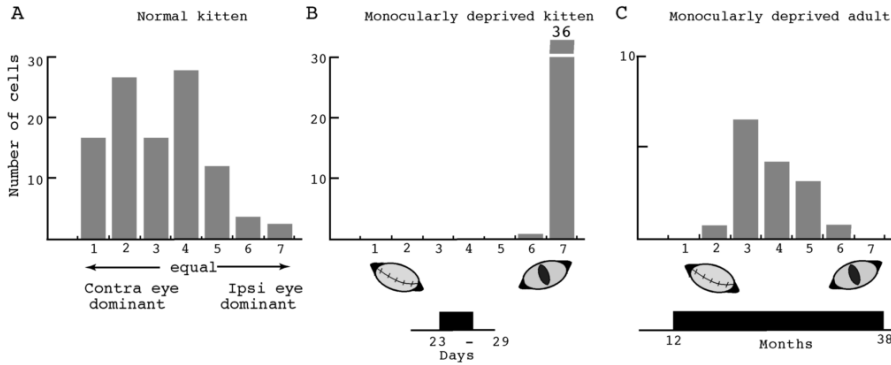 A
Normal kitten
Number of cells
30
20
10
1 2 3 4 5 6 7
equal
Contra eye dominant
Ipsi eye dominant
B
Monocularly deprived kitten
36
30
20
10
1 2 3 4 5 6 7
23 – 29
Days
C
Monocularly deprived adult
10
1 2 3 4 5 6 7
12 Months 38